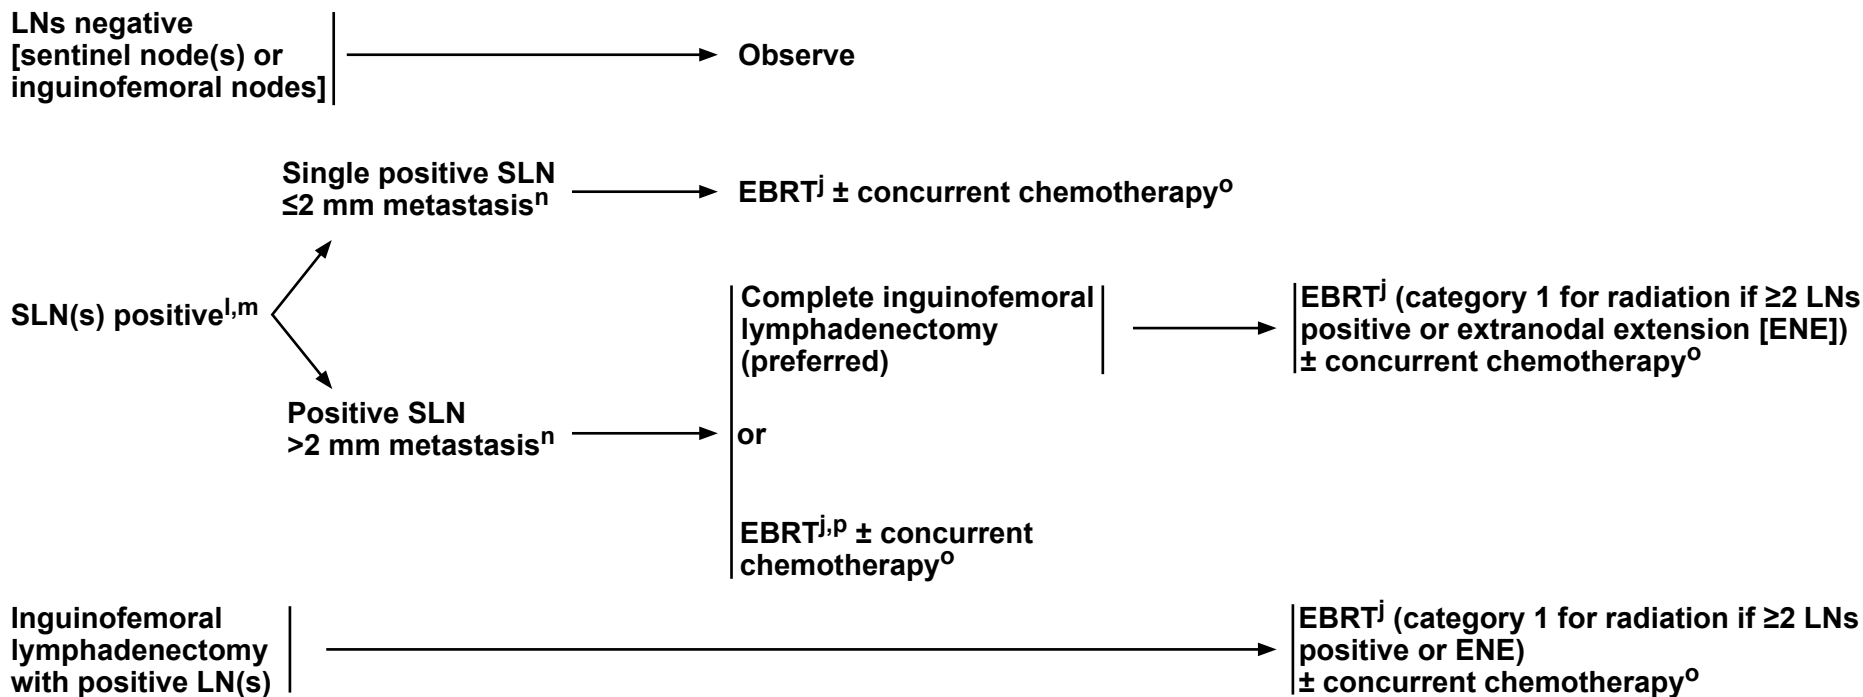 LNs negative
[sentinel node(s) or
inguinofemoral nodes]
Observe
Single positive SLN
≤2 mm metastasisⁿ
EBRTʲ ± concurrent chemotherapyᵒ
SLN(s) positiveˡ,ᵐ
Positive SLN
>2 mm metastasisⁿ
Complete inguinofemoral
lymphadenectomy
(preferred)
or
EBRTʲ,ᵖ ± concurrent
chemotherapyᵒ
EBRTʲ (category 1 for radiation if ≥2 LNs
positive or extranodal extension [ENE])
± concurrent chemotherapyᵒ
Inguinofemoral
lymphadenectomy
with positive LN(s)
EBRTʲ (category 1 for radiation if ≥2 LNs
positive or ENE)
± concurrent chemotherapyᵒ